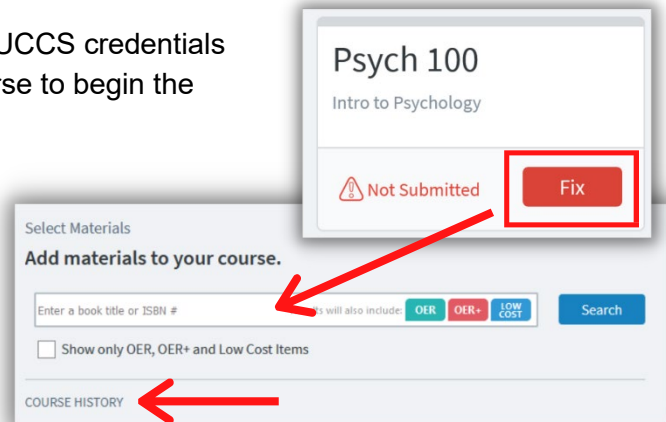 UCCS credentials
rse to begin the
Psych 100
Intro to Psychology
Not Submitted
Fix
Select Materials
Add materials to your course.
Enter a book title or ISBN #
will also include:
OER
OER+
LOW
COST
Search
Show only OER, OER+ and Low Cost Items
COURSE HISTORY